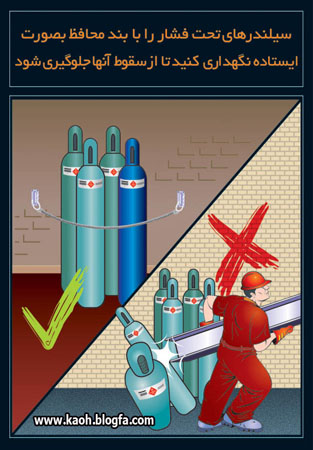 سیلندرهای تحت فشار را با بند محافظ بصورت
ایستاده نگهداری کنید تا از سقوط آنها جلوگیری شود
www.kaoh.blogfa.com